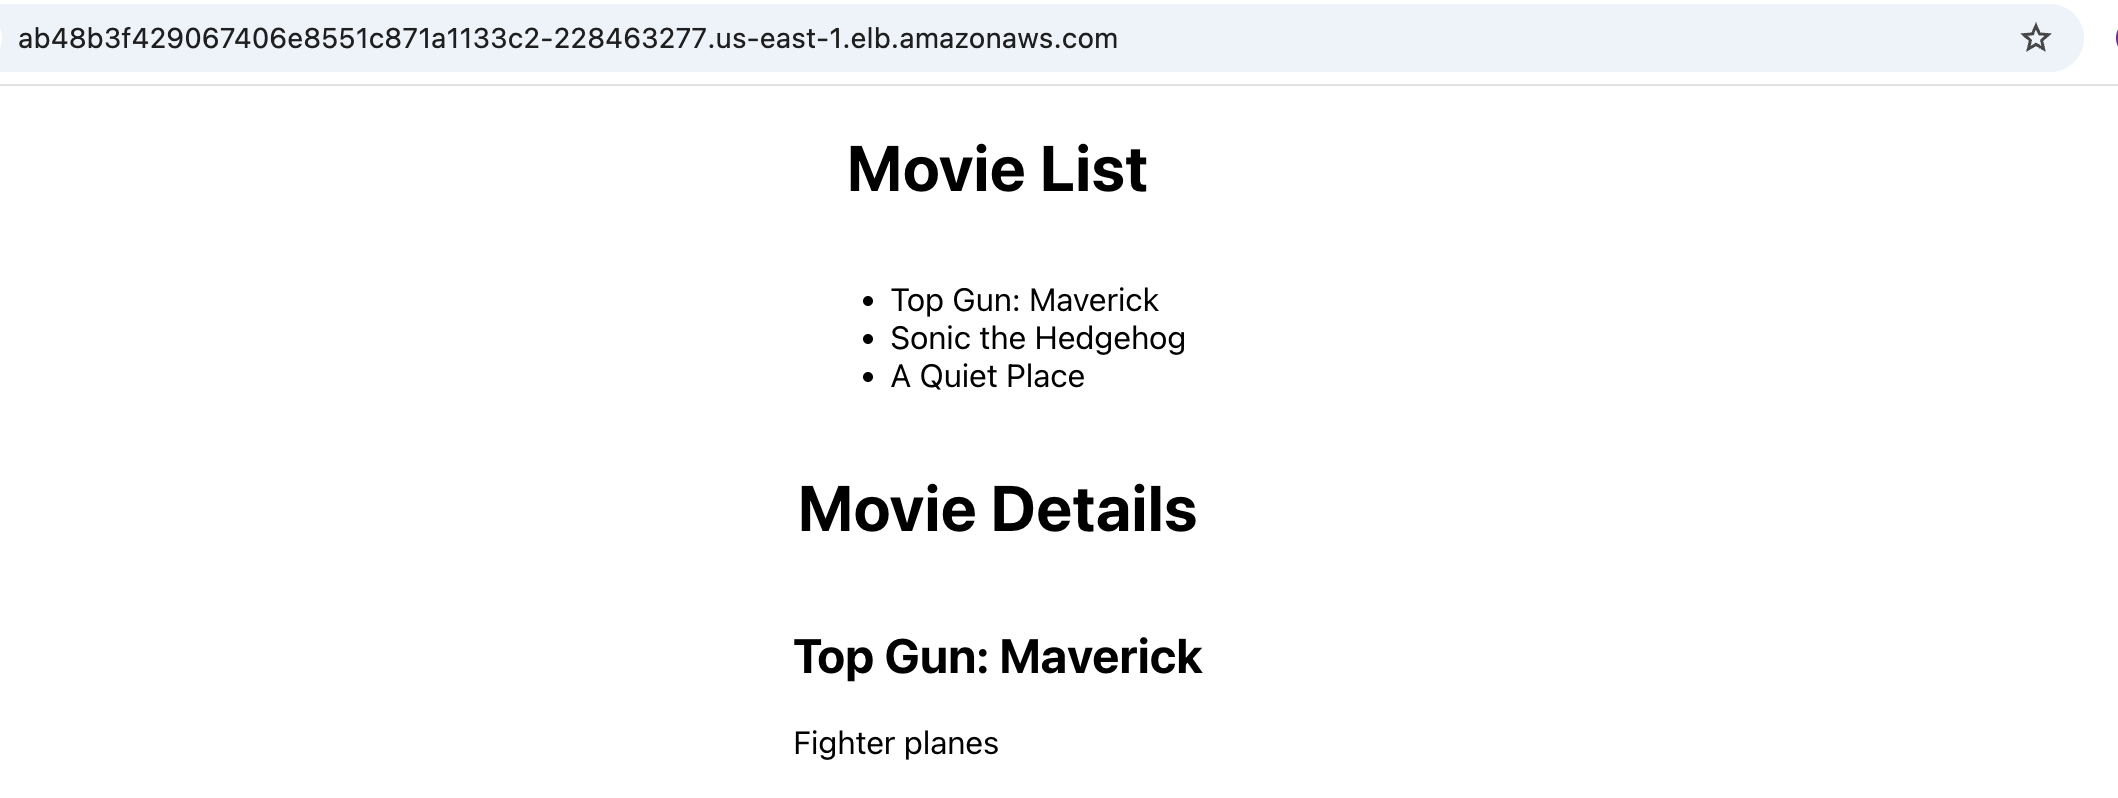 ab48b3f429067406e8551c871a1133c2-228463277.us-east-1.elb.amazonaws.com
Movie List
• Top Gun: Maverick
• Sonic the Hedgehog
• A Quiet Place
Movie Details
Top Gun: Maverick
Fighter planes